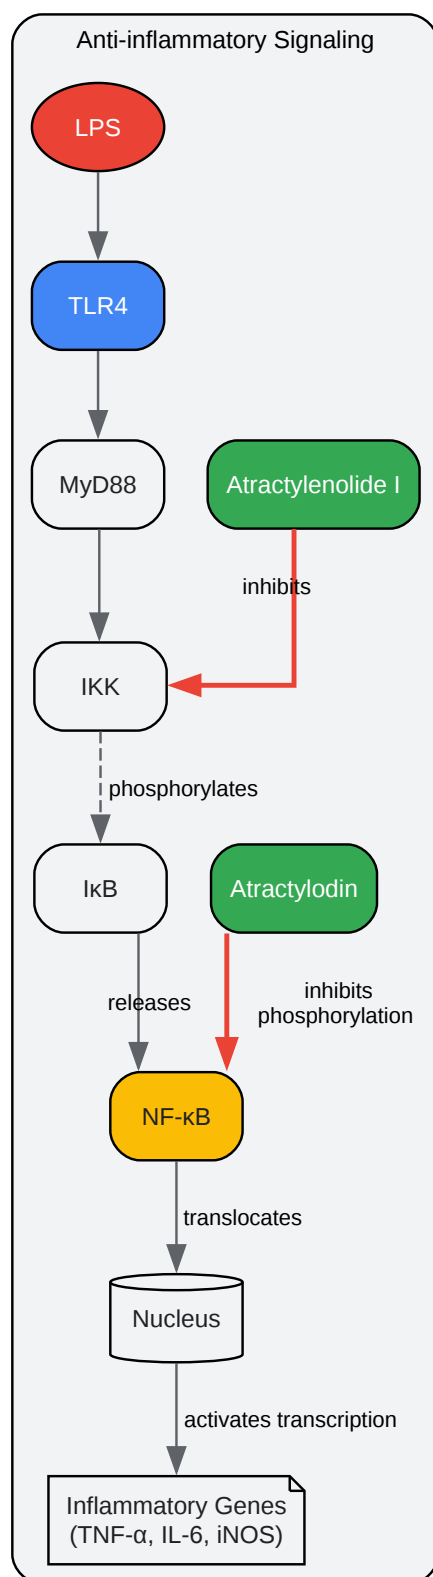 Anti-inflammatory Signaling
LPS
TLR4
MyD88
Atractylenolide I
inhibits
IKK
phosphorylates
IκB
Atractylodin
releases
inhibits
phosphorylation
NF-κB
translocates
Nucleus
activates transcription
Inflammatory Genes
(TNF-α, IL-6, iNOS)